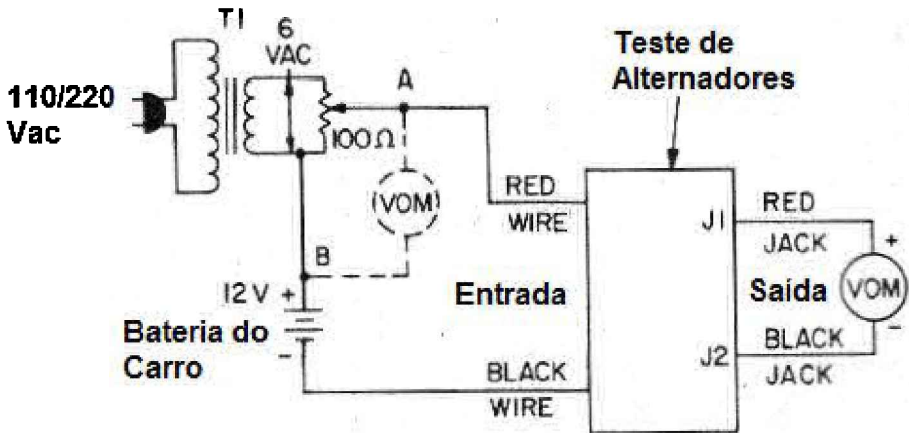 T1
6
VAC
A
Teste de
Alternadores
110/220
Vac
100Ω
VOM
RED
WIRE
J1
RED
JACK
+
B
12V +
Entrada
Saída
VOM
Bateria do
Carro
-
-
BLACK
WIRE
J2
BLACK
JACK